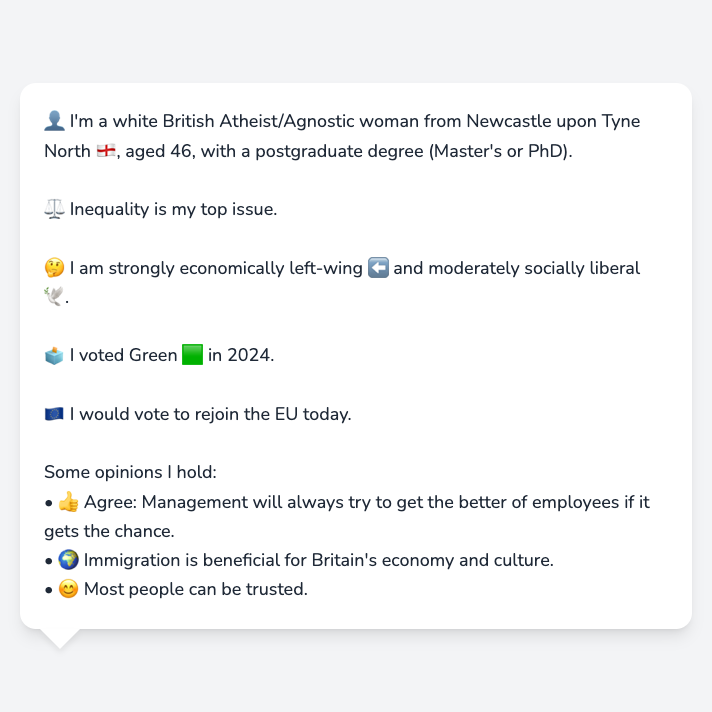 👤 I'm a white British Atheist/Agnostic woman from Newcastle upon Tyne
North 🏴󠁧󠁢󠁥󠁮󠁧󠁿, aged 46, with a postgraduate degree (Master's or PhD).
⚖️ Inequality is my top issue.
🤔 I am strongly economically left-wing ⬅️ and moderately socially liberal
🕊️.
🗳️ I voted Green 🟩 in 2024.
🇪🇺 I would vote to rejoin the EU today.
Some opinions I hold:
• 👍 Agree: Management will always try to get the better of employees if it
gets the chance.
• 🌍 Immigration is beneficial for Britain's economy and culture.
• 😊 Most people can be trusted.